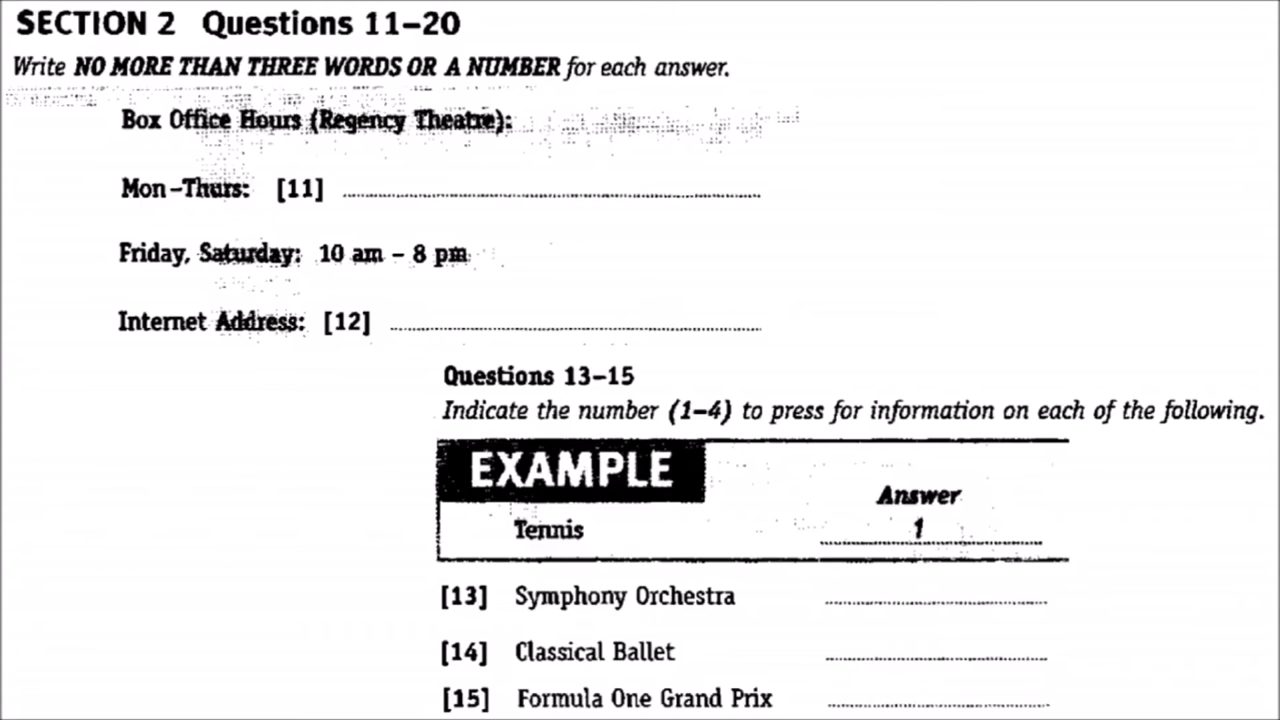 SECTION 2 Questions 11–20
Write NO MORE THAN THREE WORDS OR A NUMBER for each answer.
Box Office Hours (Regency Theatre):
Mon–Thurs: [11]
Friday, Saturday: 10 am – 8 pm
Internet Address: [12]
Questions 13–15
Indicate the number (1–4) to press for information on each of the following.
EXAMPLE
Answer
Tennis 1
[13] Symphony Orchestra
[14] Classical Ballet
[15] Formula One Grand Prix